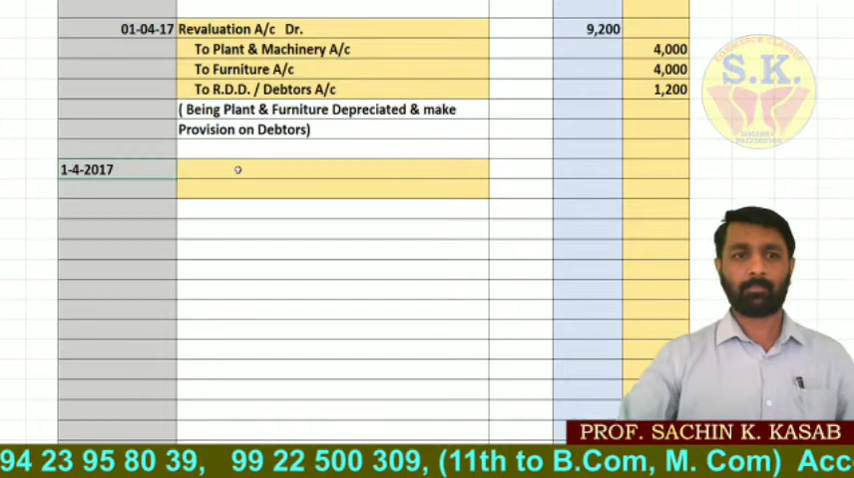 01-04-17 Revaluation A/c Dr. 9,200
To Plant & Machinery A/c 4,000
To Furniture A/c 4,000
To R.D.D. / Debtors A/c 1,200
( Being Plant & Furniture Depreciated & make
Provision on Debtors)
1-4-2017
COMMERCE CLASSES
S.K.
PROF. SACHIN K. KASAB
94 23 95 80 39, 99 22 500 309, (11th to B.Com, M. Com) Acc